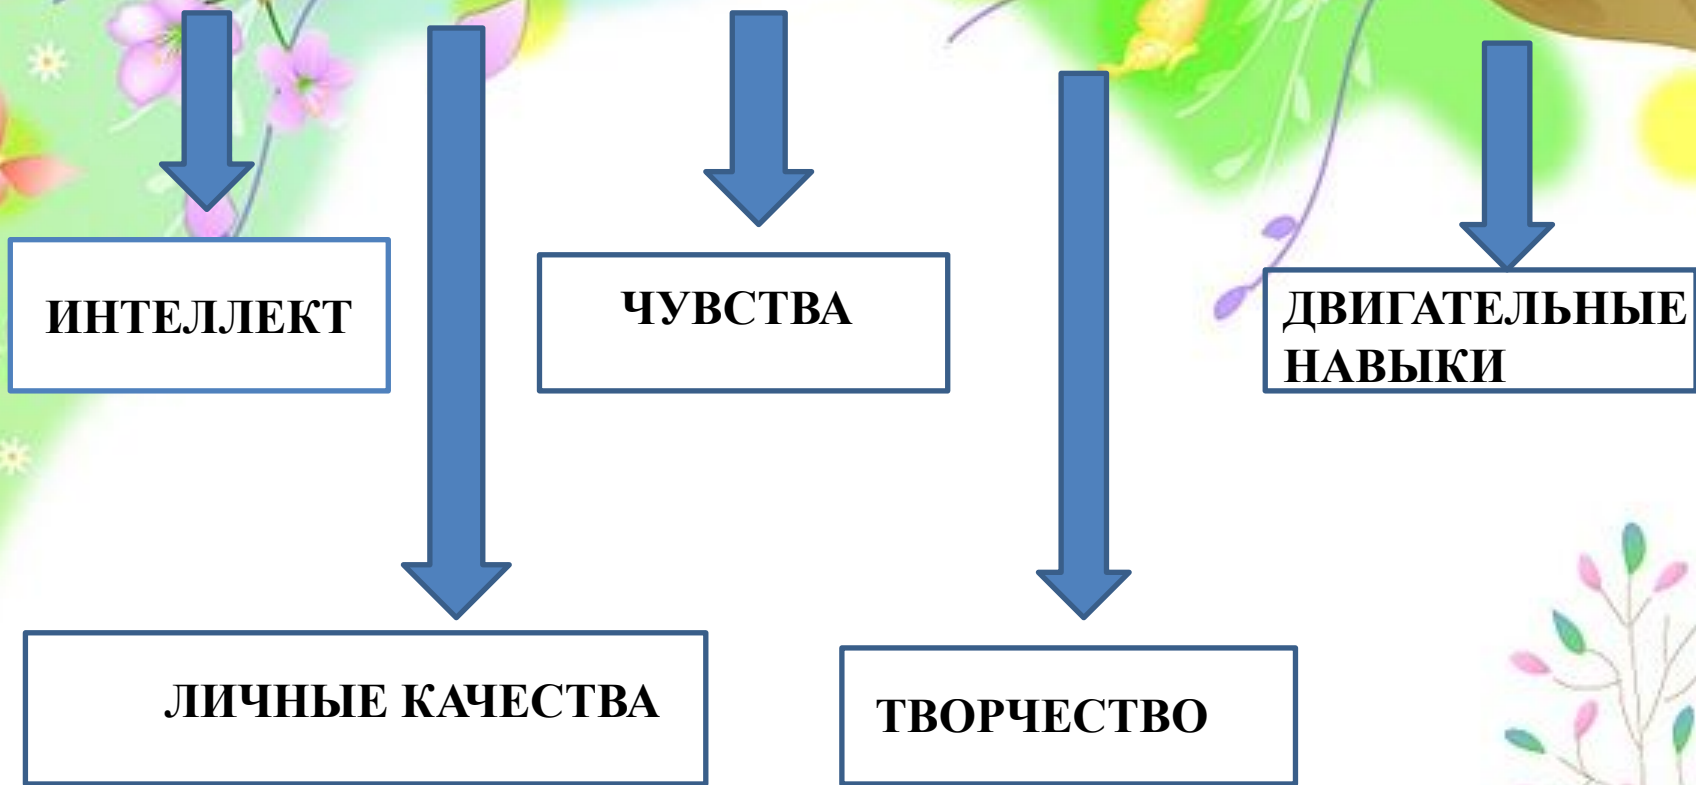 ИНТЕЛЛЕКТ
ЧУВСТВА
ДВИГАТЕЛЬНЫЕ
НАВЫКИ
ЛИЧНЫЕ КАЧЕСТВА
ТВОРЧЕСТВО